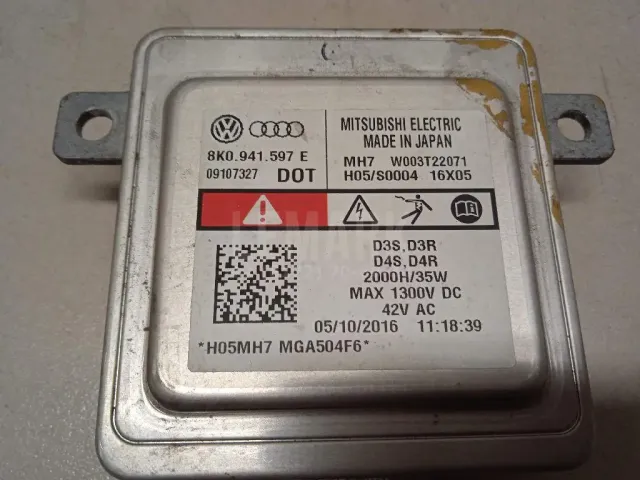 8K0.941.597 E
09107327 DOT
MITSUBISHI ELECTRIC
MADE IN JAPAN
MH7 W003T22071
H05/S0004 16X05
D3S,D3R
D4S,D4R
2000H/35W
MAX 1300V DC
42V AC
05/10/2016 11:18:39
*H05MH7 MGA504F6*